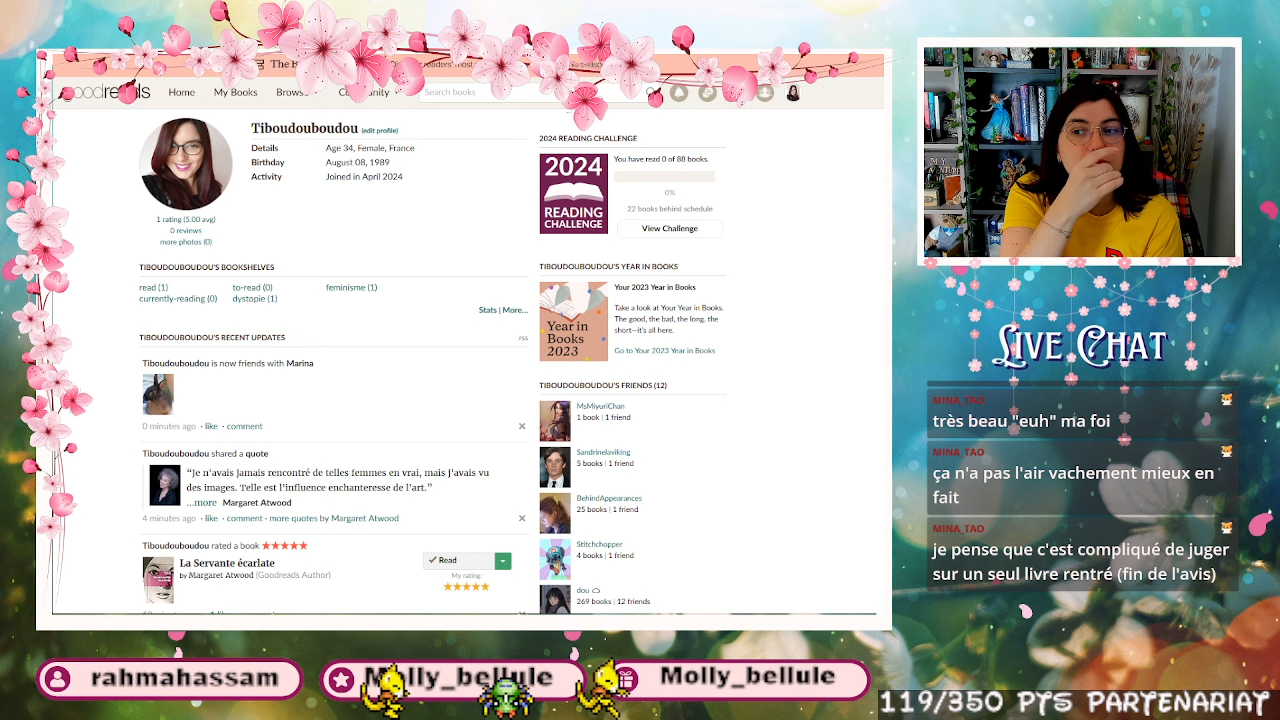 The B
readers' most
goodreads
Home
My Books
Search books
Tiboudouboudou (edit profile)
Details Age 34, Female, France
Birthday August 08, 1989
Activity Joined in April 2024
1 rating (5.00 avg)
0 reviews
more photos (0)
TIBOUDOUBOUDOU'S BOOKSHELVES
read (1) to-read (0) feminisme (1)
currently-reading (0) dystopie (1)
Stats | More...
TIBOUDOUBOUDOU'S RECENT UPDATES rss
Tiboudouboudou is now friends with Marina
0 minutes ago · like · comment
Tiboudouboudou shared a quote
“Je n'avais jamais rencontré de telles femmes en vrai, mais j'avais vu
des images. Telle est l'influence enchanteresse de l'art.”
...more Margaret Atwood
4 minutes ago · like · comment · more quotes by Margaret Atwood
Tiboudouboudou rated a book ★★★★★
La Servante écarlate
by Margaret Atwood (Goodreads Author)
Read
My rating:
2024 READING CHALLENGE
2024
READING
CHALLENGE
You have read 0 of 88 books.
0%
22 books behind schedule
View Challenge
TIBOUDOUBOUDOU'S YEAR IN BOOKS
Year in
Books
2023
Your 2023 Year in Books
Take a look at Your Year in Books.
The good, the bad, the long, the
short—it's all here.
Go to Your 2023 Year in Books
TIBOUDOUBOUDOU'S FRIENDS (12)
MsMiyuriChan
1 book | 1 friend
Sandrinelaviking
5 books | 1 friend
BehindAppearances
25 books | 1 friend
Stitchchopper
4 books | 1 friend
dou
269 books | 12 friends
Live Chat
MINA_TAO
très beau "euh" ma foi
MINA_TAO
ça n'a pas l'air vachement mieux en
fait
MINA_TAO
je pense que c'est compliqué de juger
sur un seul livre rentré (fin de l'avis)
rahmahassam
Molly_bellule
Molly_bellule
119/350 PTS PARTENARIAT